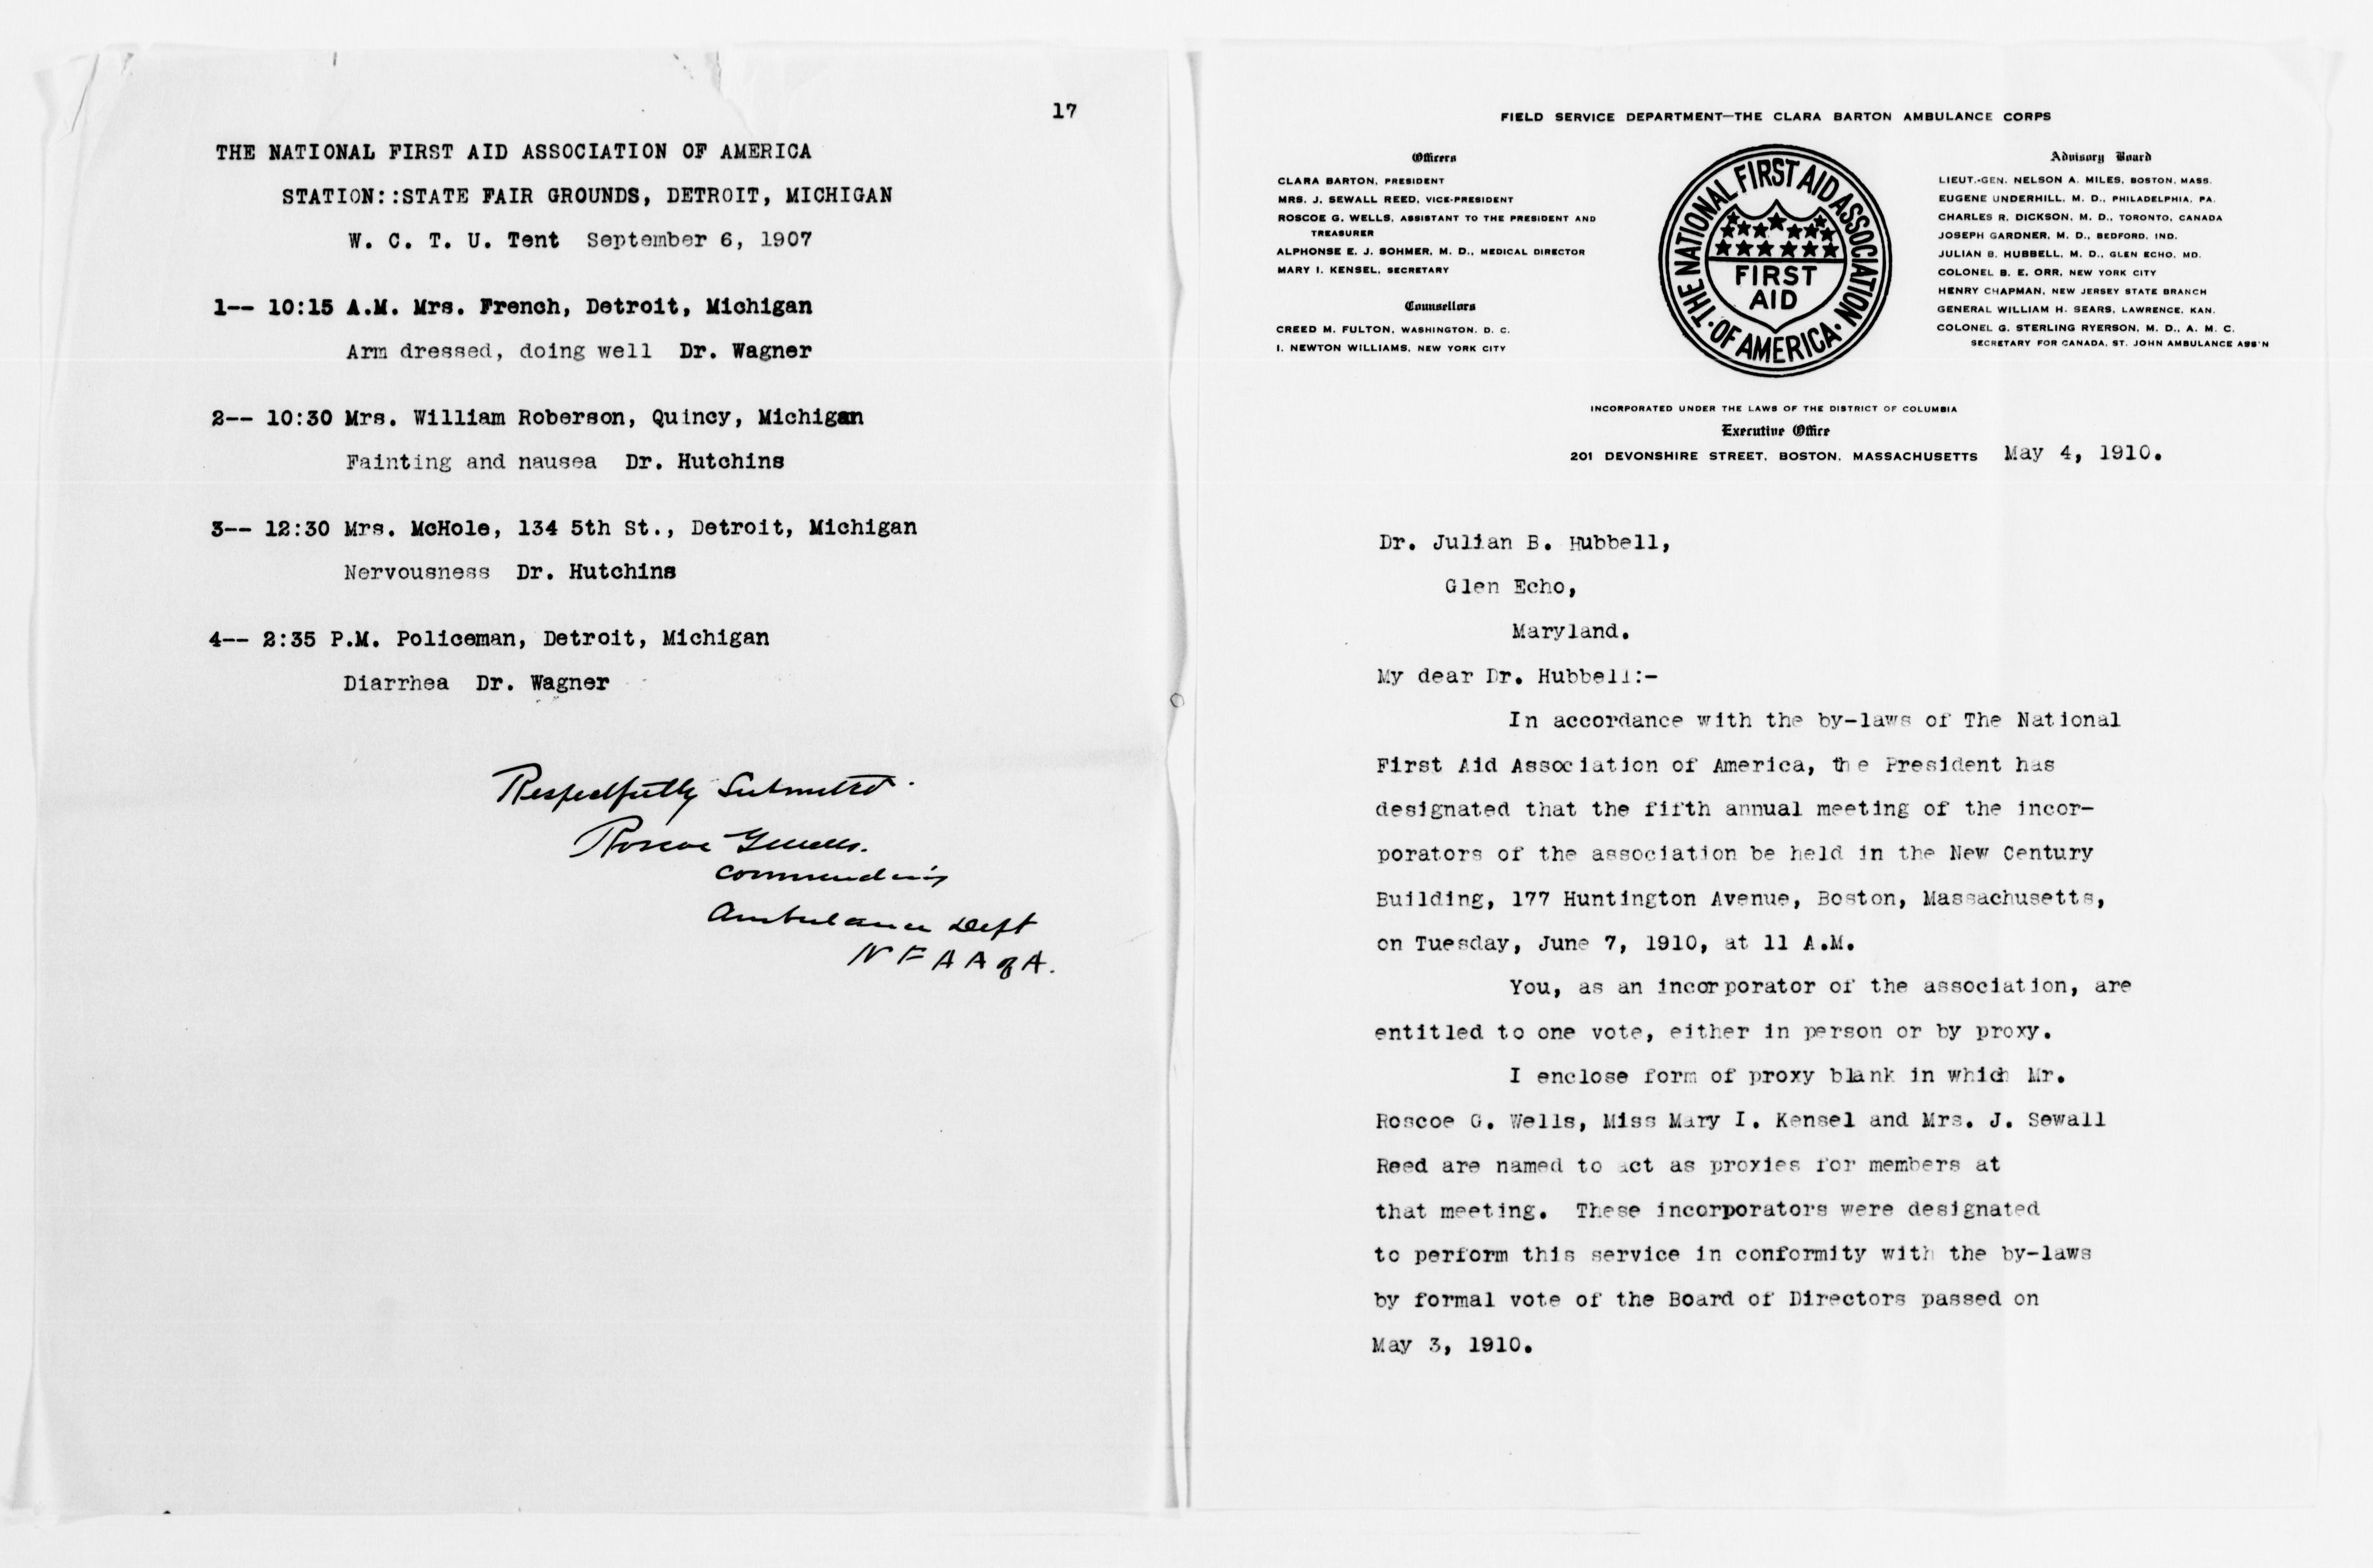 17
THE NATIONAL FIRST AID ASSOCIATION OF AMERICA
STATION::STATE FAIR GROUNDS, DETROIT, MICHIGAN
W. C. T. U. Tent September 6, 1907
1-- 10:15 A.M. Mrs. French, Detroit, Michigan
Arm dressed, doing well Dr. Wagner
2-- 10:30 Mrs. William Roberson, Quincy, Michigan
Fainting and nausea Dr. Hutchins
3-- 12:30 Mrs. McHole, 134 5th St., Detroit, Michigan
Nervousness Dr. Hutchins
4-- 2:35 P.M. Policeman, Detroit, Michigan
Diarrhea Dr. Wagner
Respectfully Submitted.
Roscoe G Wells.
Commanding
Ambulance Dept
N F A A of A.
FIELD SERVICE DEPARTMENT—THE CLARA BARTON AMBULANCE CORPS
Officers
CLARA BARTON, PRESIDENT
MRS. J. SEWALL REED, VICE-PRESIDENT
ROSCOE G. WELLS, ASSISTANT TO THE PRESIDENT AND
TREASURER
ALPHONSE E. J. SOHMER, M. D., MEDICAL DIRECTOR
MARY I. KENSEL, SECRETARY
Counsellors
CREED M. FULTON, WASHINGTON, D. C.
I. NEWTON WILLIAMS, NEW YORK CITY
THE NATIONAL FIRST AID ASSOCIATION OF AMERICA
FIRST
AID
Advisory Board
LIEUT.-GEN. NELSON A. MILES, BOSTON, MASS.
EUGENE UNDERHILL, M. D., PHILADELPHIA, PA.
CHARLES R. DICKSON, M. D., TORONTO, CANADA
JOSEPH GARDNER, M. D., BEDFORD, IND.
JULIAN B. HUBBELL, M. D., GLEN ECHO, MD.
COLONEL B. E. ORR, NEW YORK CITY
HENRY CHAPMAN, NEW JERSEY STATE BRANCH
GENERAL WILLIAM H. SEARS, LAWRENCE, KAN.
COLONEL G. STERLING RYERSON, M. D., A. M. C.
SECRETARY FOR CANADA, ST. JOHN AMBULANCE ASS'N
INCORPORATED UNDER THE LAWS OF THE DISTRICT OF COLUMBIA
Executive Office
201 DEVONSHIRE STREET, BOSTON, MASSACHUSETTS May 4, 1910.
Dr. Julian B. Hubbell,
Glen Echo,
Maryland.
My dear Dr. Hubbell:-
In accordance with the by-laws of The National
First Aid Association of America, the President has
designated that the fifth annual meeting of the incor-
porators of the association be held in the New Century
Building, 177 Huntington Avenue, Boston, Massachusetts,
on Tuesday, June 7, 1910, at 11 A.M.
You, as an incorporator of the association, are
entitled to one vote, either in person or by proxy.
I enclose form of proxy blank in which Mr.
Roscoe G. Wells, Miss Mary I. Kensel and Mrs. J. Sewall
Reed are named to act as proxies for members at
that meeting. These incorporators were designated
to perform this service in conformity with the by-laws
by formal vote of the Board of Directors passed on
May 3, 1910.